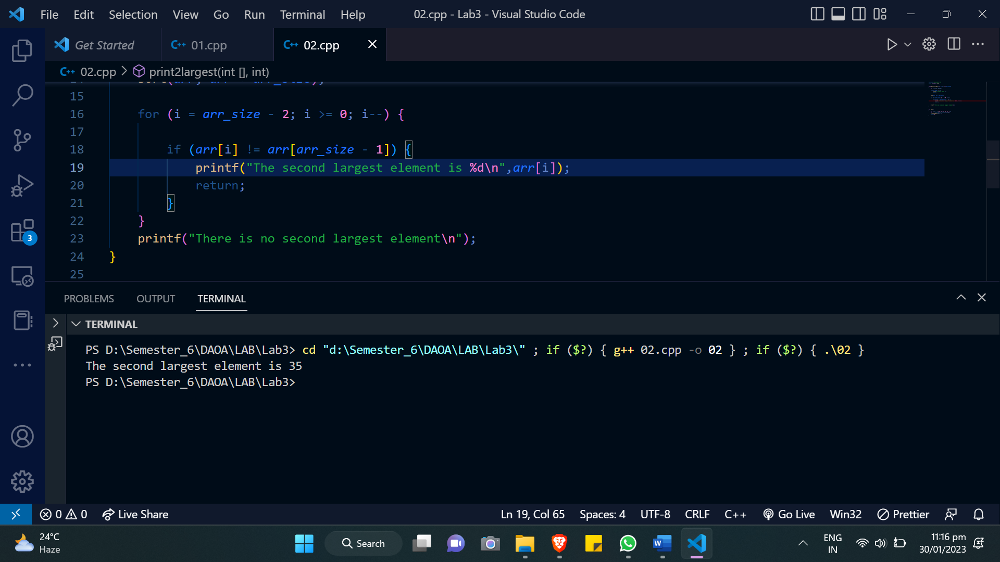 File Edit Selection View Go Run Terminal Help
02.cpp - Lab3 - Visual Studio Code
Get Started
C++ 01.cpp
C++ 02.cpp
C++ 02.cpp > print2largest(int [], int)
15
16 for (i = arr_size - 2; i >= 0; i--) {
17
18 if (arr[i] != arr[arr_size - 1]) {
19 printf("The second largest element is %d\n",arr[i]);
20 return;
21 }
22 }
23 printf("There is no second largest element\n");
24 }
25
3
PROBLEMS OUTPUT TERMINAL
TERMINAL
PS D:\Semester_6\DAOA\LAB\Lab3> cd "d:\Semester_6\DAOA\LAB\Lab3\" ; if ($?) { g++ 02.cpp -o 02 } ; if ($?) { .\02 }
The second largest element is 35
PS D:\Semester_6\DAOA\LAB\Lab3>
0 0 Live Share
Ln 19, Col 65 Spaces: 4 UTF-8 CRLF C++ Go Live Win32 Prettier
24°C
Haze
Search
W
ENG
IN
11:16 pm
30/01/2023